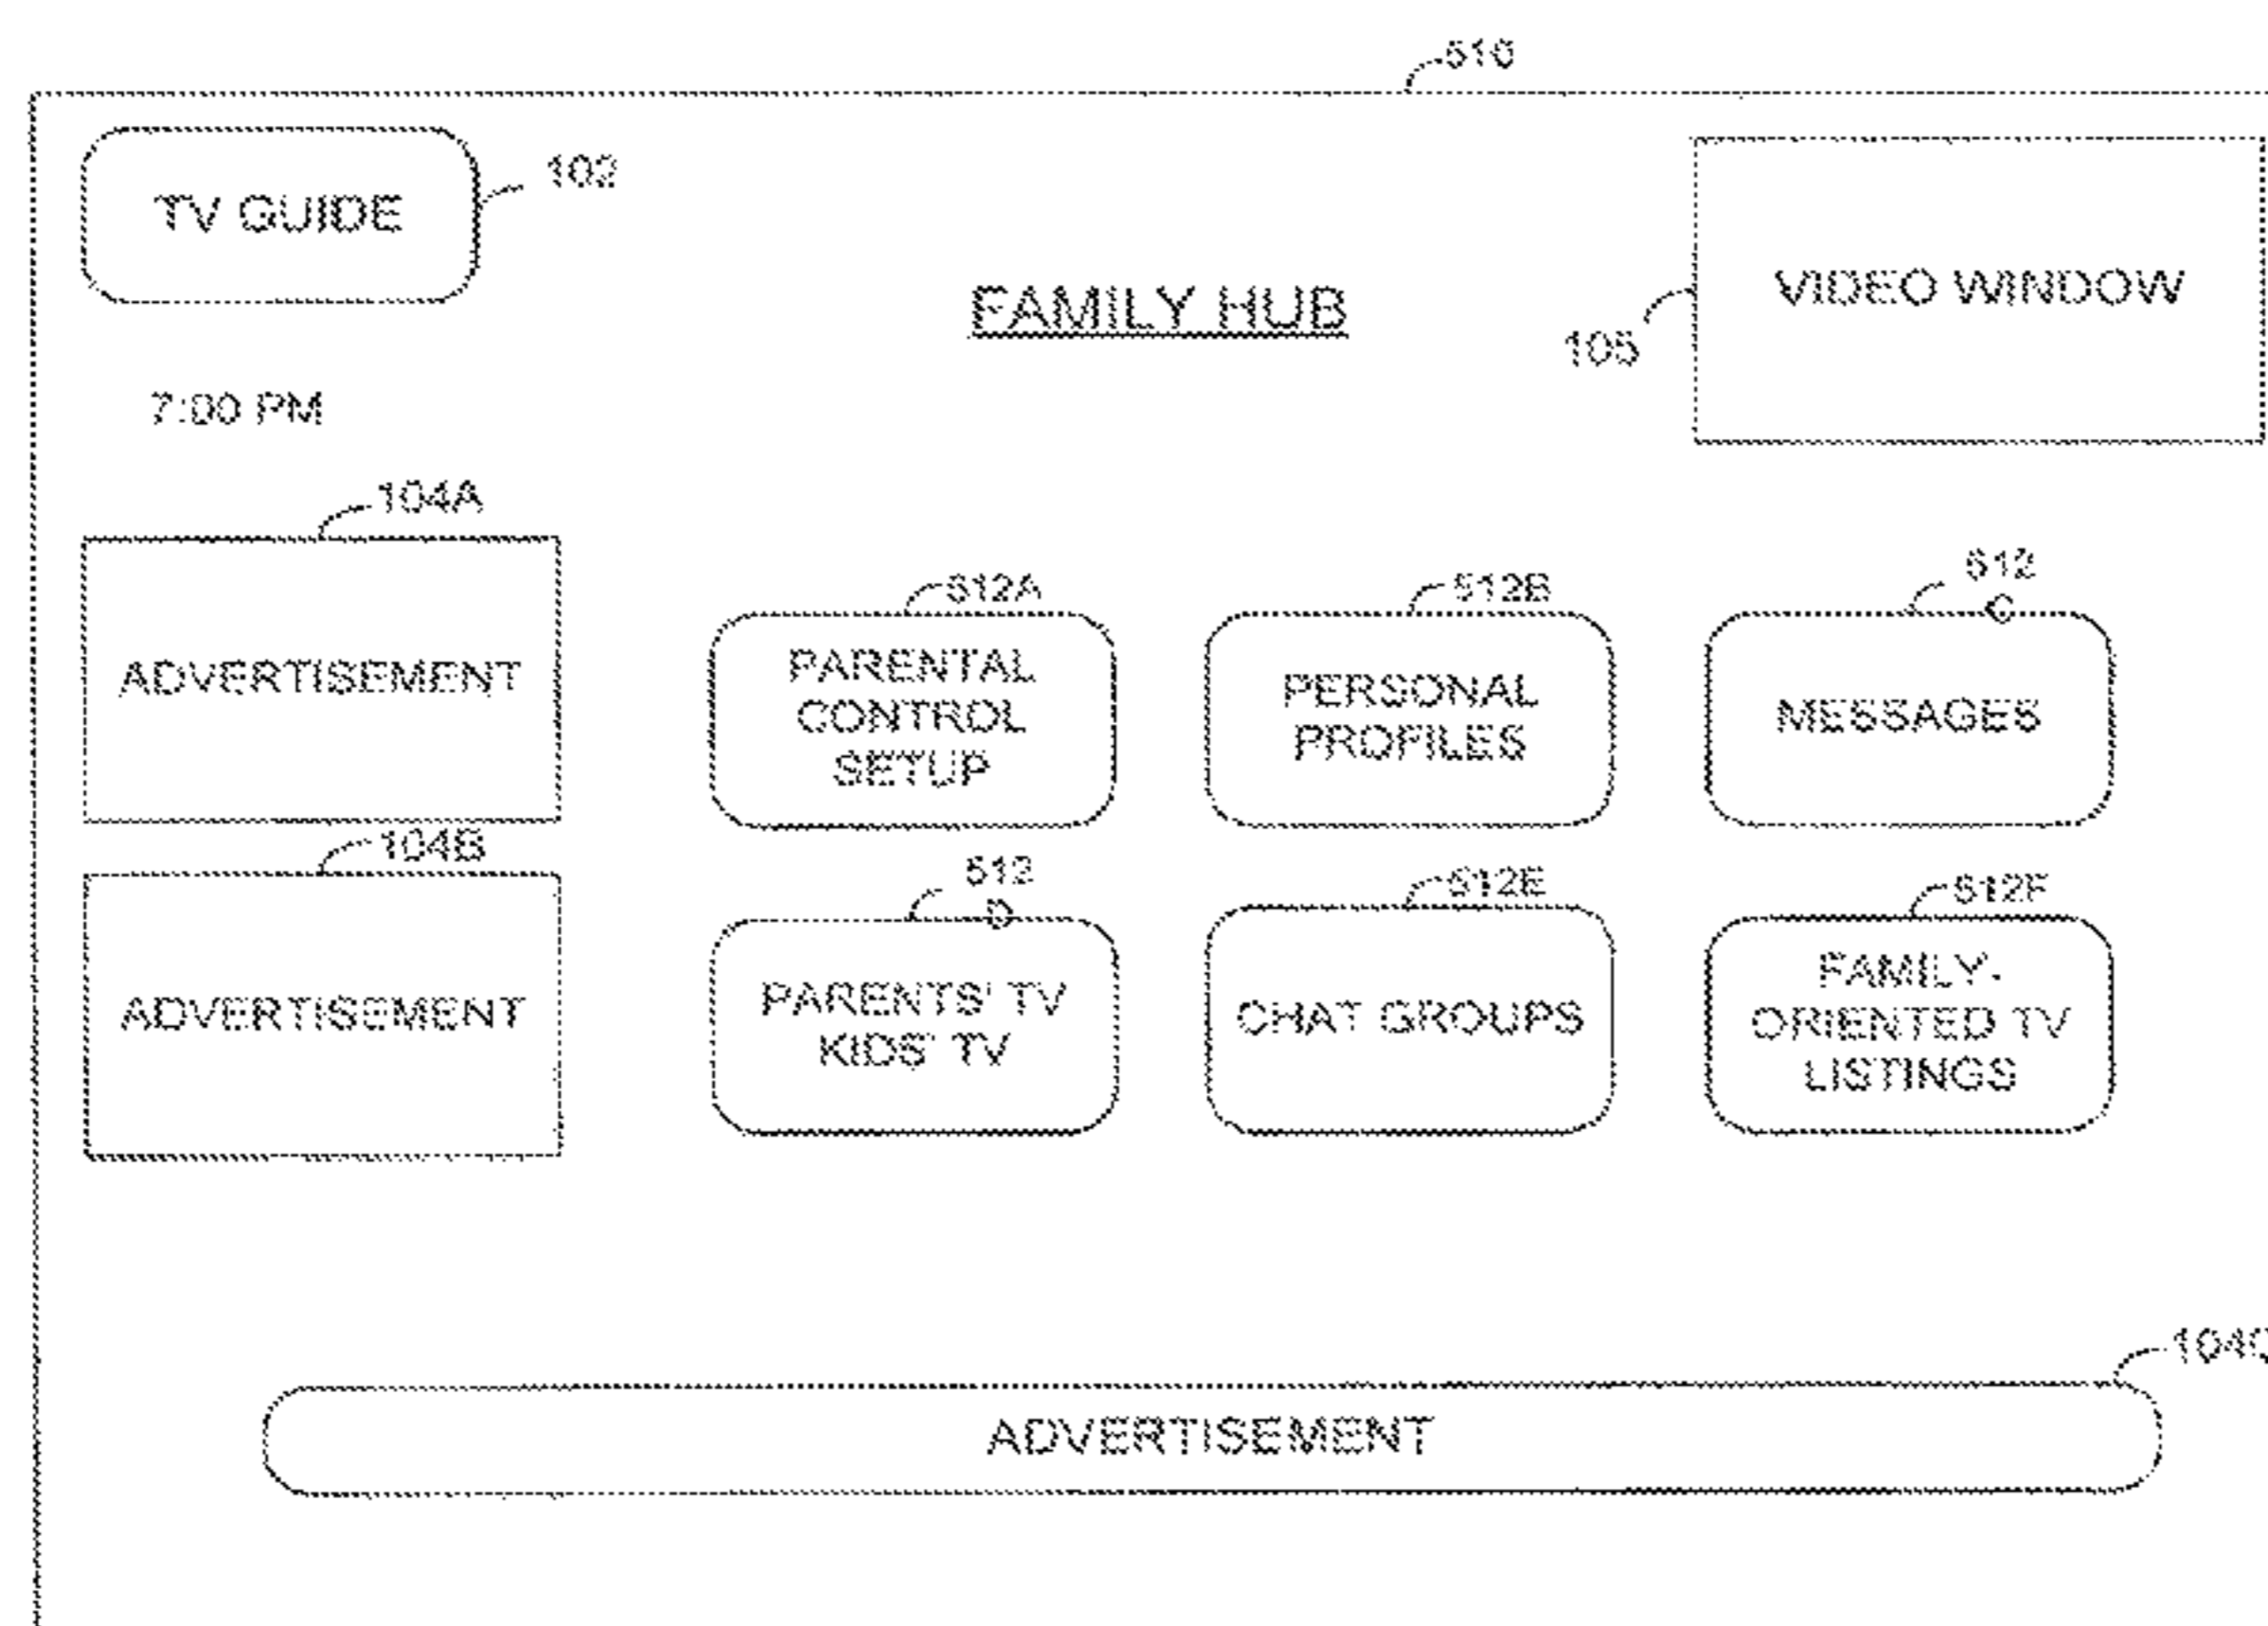 510
TV GUIDE
102
FAMILY HUB
VIDEO WINDOW
105
7:00 PM
104A
ADVERTISEMENT
512A
PARENTAL
CONTROL
SETUP
512B
PERSONAL
PROFILES
512
C
MESSAGES
104B
ADVERTISEMENT
512
D
PARENTS' TV
KIDS' TV
512E
CHAT GROUPS
512F
FAMILY-
ORIENTED TV
LISTINGS
ADVERTISEMENT